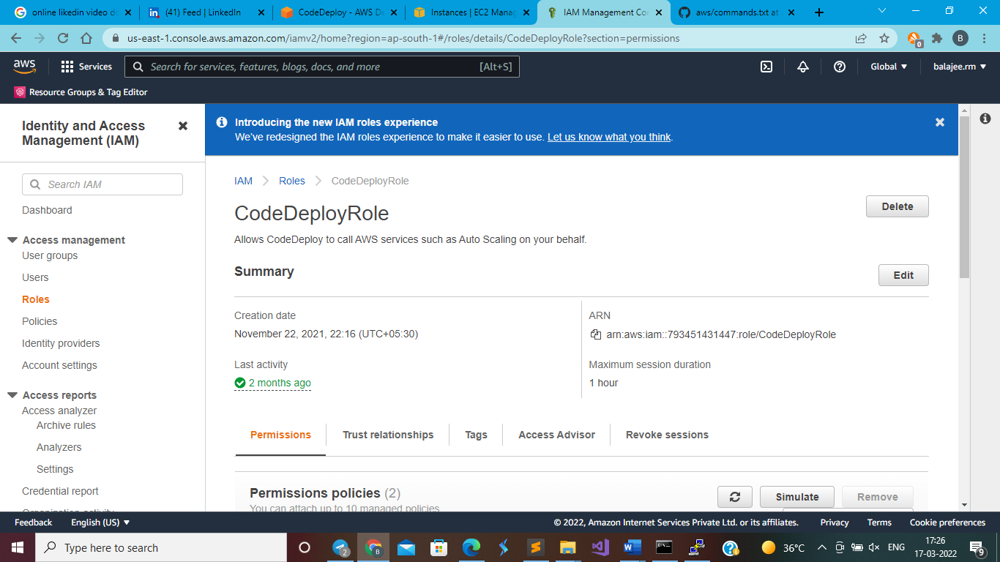 online likedin video do
(41) Feed | LinkedIn
CodeDeploy - AWS De
Instances | EC2 Manag
IAM Management Con
aws/commands.txt at
us-east-1.console.aws.amazon.com/iamv2/home?region=ap-south-1#/roles/details/CodeDeployRole?section=permissions
0
B
aws
Services
Search for services, features, blogs, docs, and more
[Alt+S]
Global
balajee.rm
Resource Groups & Tag Editor
Identity and Access
Management (IAM)
Search IAM
Dashboard
Access management
User groups
Users
Roles
Policies
Identity providers
Account settings
Access reports
Access analyzer
Archive rules
Analyzers
Settings
Credential report
Organization activity
Introducing the new IAM roles experience
We've redesigned the IAM roles experience to make it easier to use. Let us know what you think.
IAM > Roles > CodeDeployRole
CodeDeployRole
Delete
Allows CodeDeploy to call AWS services such as Auto Scaling on your behalf.
Summary
Edit
Creation date
November 22, 2021, 22:16 (UTC+05:30)
ARN
arn:aws:iam::793451431447:role/CodeDeployRole
Last activity
2 months ago
Maximum session duration
1 hour
Permissions
Trust relationships
Tags
Access Advisor
Revoke sessions
Permissions policies (2)
You can attach up to 10 managed policies
Simulate
Remove
Feedback
English (US)
© 2022, Amazon Internet Services Private Ltd. or its affiliates.
Privacy
Terms
Cookie preferences
Type here to search
2
B
36°C
ENG
17:26
17-03-2022
9